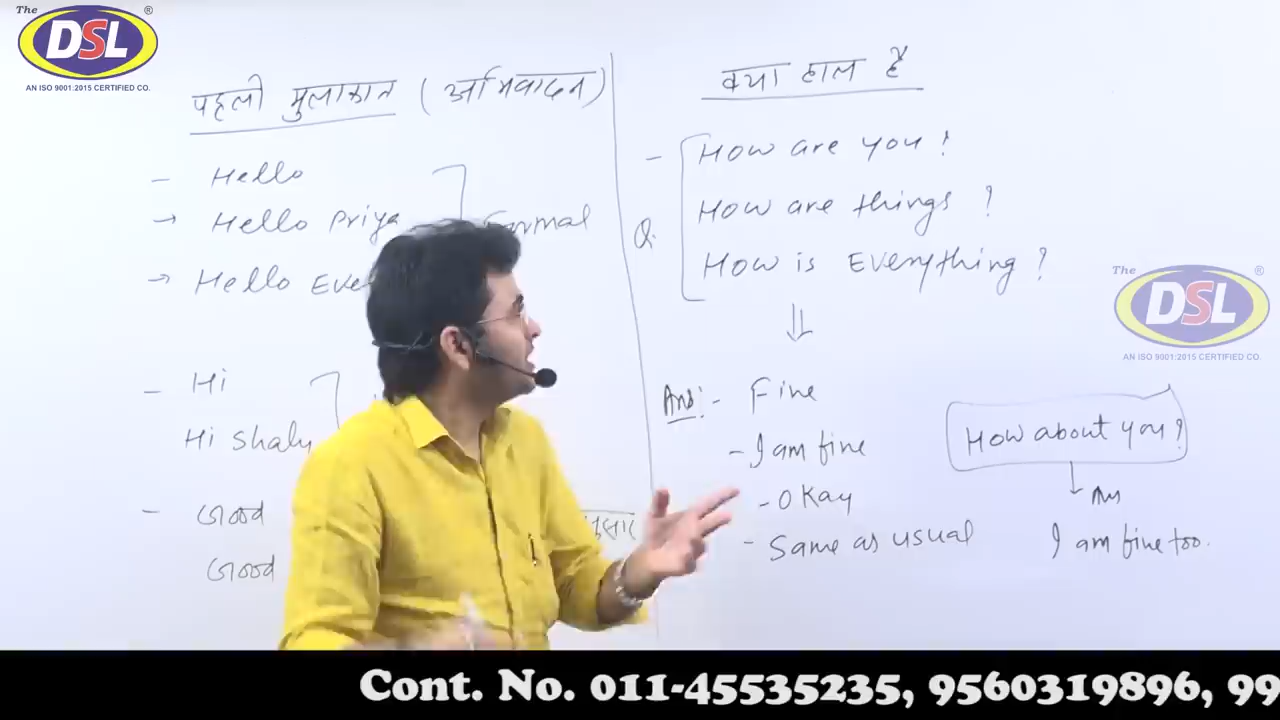 The
DSL
®
AN ISO 9001:2015 CERTIFIED CO.
पहली मुलाकात (अभिवादन)
- Hello
→ Hello Priya
Formal
→ Hello
- Hi
Hi Shalu
- Good
Good
क्या हाल है
- How are you?
Q. How are things?
How is Everything?
Ans:- Fine
- I am fine
- Okay
- Same as usual
How about you?
Ans
I am fine too.
The
DSL
®
AN ISO 9001:2015 CERTIFIED CO.
Cont. No. 011-45535235, 9560319896, 99